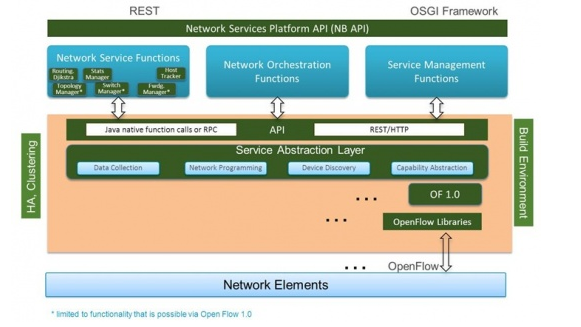 REST
OSGI Framework
Network Services Platform API (NB API)
Network Service Functions
Routing.
Djikstra
Stats
Manager
Host
Tracker
Topology
Manager*
Switch
Manager*
Fwdg.
Manager*
Network Orchestration
Functions
Service Management
Functions
HA, Clustering
Build Environment
Java native function calls or RPC
API
REST/HTTP
Service Abstraction Layer
Data Collection
Network Programming
Device Discovery
Capability Abstraction
...
OF 1.0
...
OpenFlow Libraries
...
OpenFlow
Network Elements
* limited to functionality that is possible via Open Flow 1.0